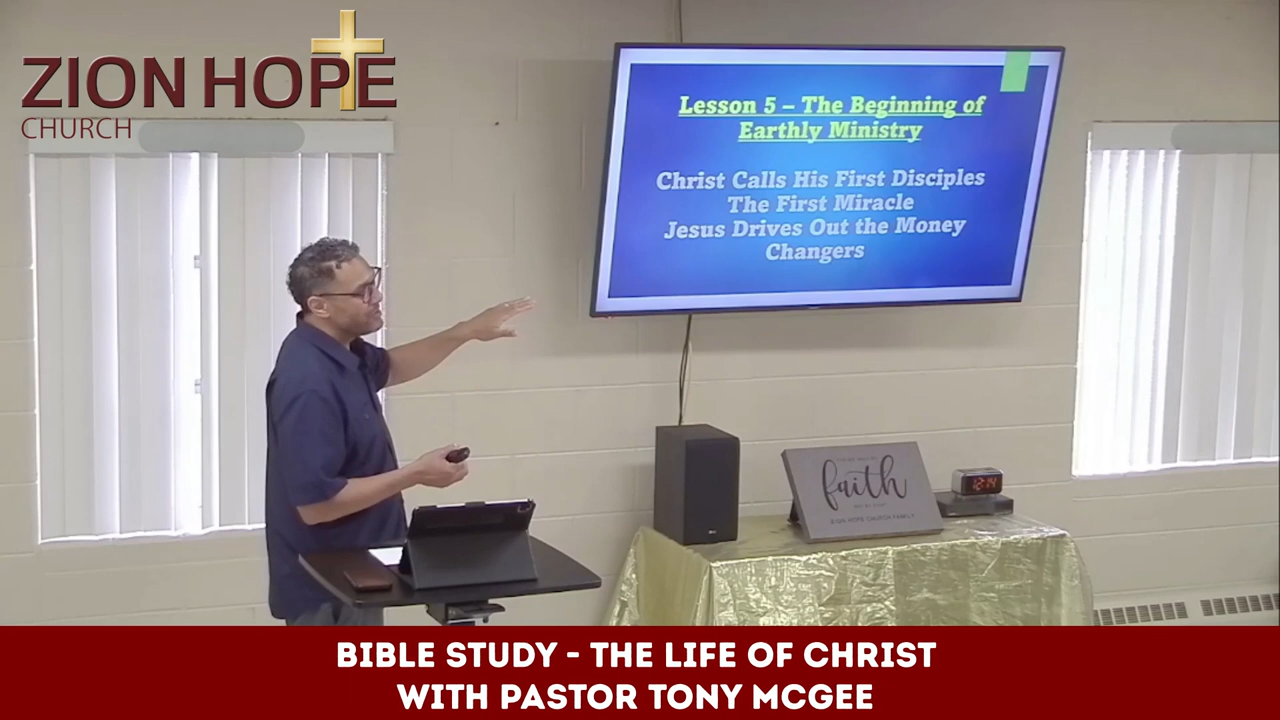 ZION HOPE
CHURCH
Lesson 5 – The Beginning of
Earthly Ministry
Christ Calls His First Disciples
The First Miracle
Jesus Drives Out the Money
Changers
faith
ZION HOPE CHURCH FAMILY
12:14
BIBLE STUDY - THE LIFE OF CHRIST
WITH PASTOR TONY MCGEE